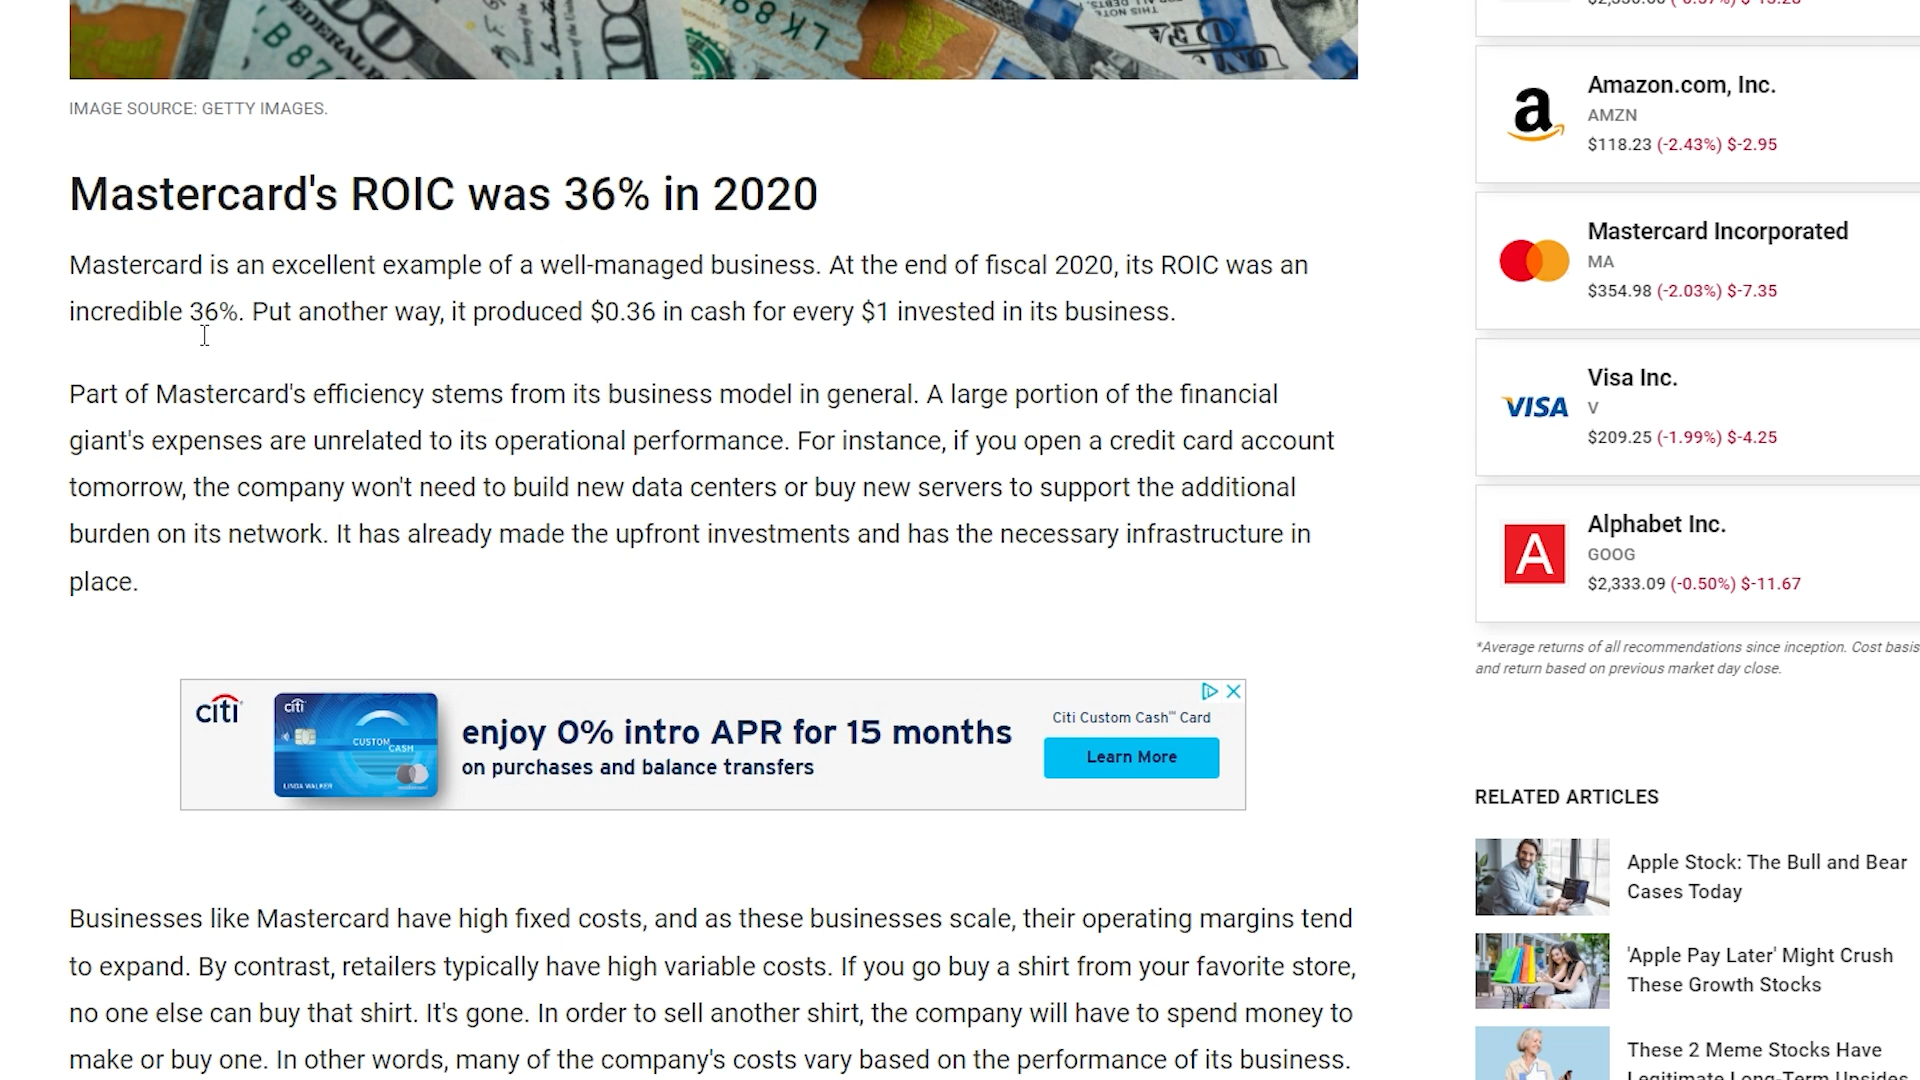 IMAGE SOURCE: GETTY IMAGES.
Mastercard's ROIC was 36% in 2020
Mastercard is an excellent example of a well-managed business. At the end of fiscal 2020, its ROIC was an
incredible 36%. Put another way, it produced $0.36 in cash for every $1 invested in its business.
Part of Mastercard's efficiency stems from its business model in general. A large portion of the financial
giant's expenses are unrelated to its operational performance. For instance, if you open a credit card account
tomorrow, the company won't need to build new data centers or buy new servers to support the additional
burden on its network. It has already made the upfront investments and has the necessary infrastructure in
place.
citi
citi
CUSTOM
CASH
LINDA WALKER
enjoy 0% intro APR for 15 months
on purchases and balance transfers
Citi Custom Cash℠ Card
Learn More
Businesses like Mastercard have high fixed costs, and as these businesses scale, their operating margins tend
to expand. By contrast, retailers typically have high variable costs. If you go buy a shirt from your favorite store,
no one else can buy that shirt. It's gone. In order to sell another shirt, the company will have to spend money to
make or buy one. In other words, many of the company's costs vary based on the performance of its business.
Amazon.com, Inc.
AMZN
$118.23 (-2.43%) $-2.95
Mastercard Incorporated
MA
$354.98 (-2.03%) $-7.35
VISA
Visa Inc.
V
$209.25 (-1.99%) $-4.25
A
Alphabet Inc.
GOOG
$2,333.09 (-0.50%) $-11.67
*Average returns of all recommendations since inception. Cost basis
and return based on previous market day close.
RELATED ARTICLES
Apple Stock: The Bull and Bear
Cases Today
'Apple Pay Later' Might Crush
These Growth Stocks
These 2 Meme Stocks Have
Legitimate Long-Term Upsides